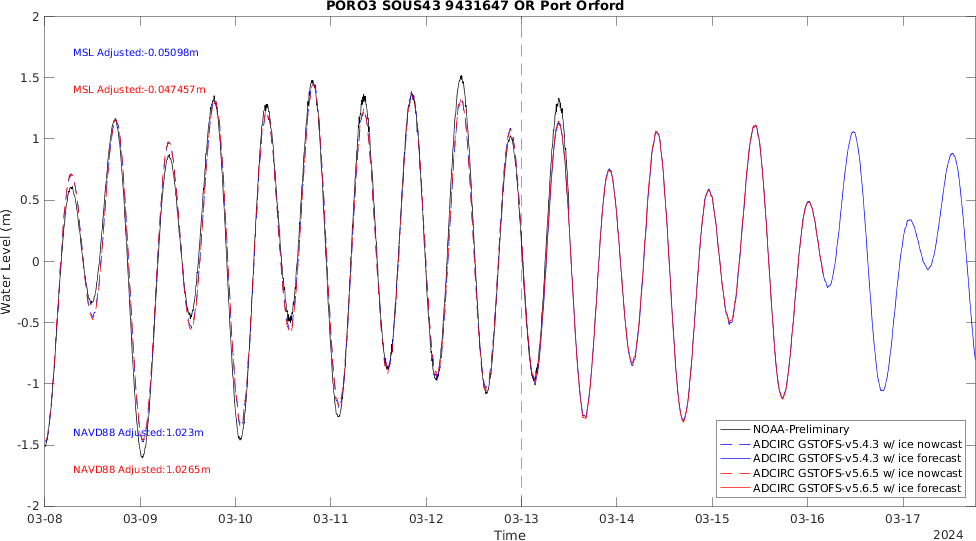 PORO3 SOUS43 9431647 OR Port Orford
2
1.5
1
0.5
0
-0.5
-1
-1.5
-2
Water Level (m)
MSL Adjusted:-0.05098m
MSL Adjusted:-0.047457m
NAVD88 Adjusted:1.023m
NAVD88 Adjusted:1.0265m
NOAA-Preliminary
ADCIRC GSTOFS-v5.4.3 w/ ice nowcast
ADCIRC GSTOFS-v5.4.3 w/ ice forecast
ADCIRC GSTOFS-v5.6.5 w/ ice nowcast
ADCIRC GSTOFS-v5.6.5 w/ ice forecast
03-08 03-09 03-10 03-11 03-12 03-13 03-14 03-15 03-16 03-17
Time
2024